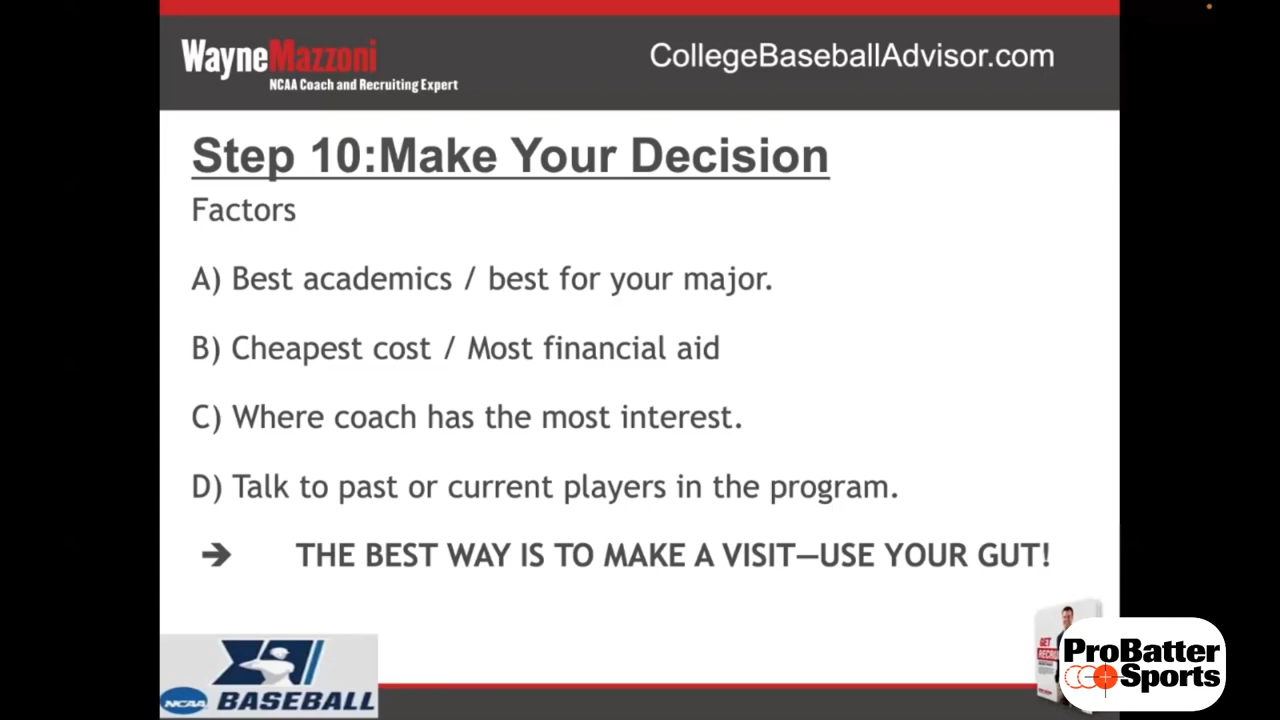 WayneMazzoni
NCAA Coach and Recruiting Expert
CollegeBaseballAdvisor.com
Step 10:Make Your Decision
Factors
A) Best academics / best for your major.
B) Cheapest cost / Most financial aid
C) Where coach has the most interest.
D) Talk to past or current players in the program.
➔ THE BEST WAY IS TO MAKE A VISIT—USE YOUR GUT!
GET
ProBatter
Sports
NCAA BASEBALL